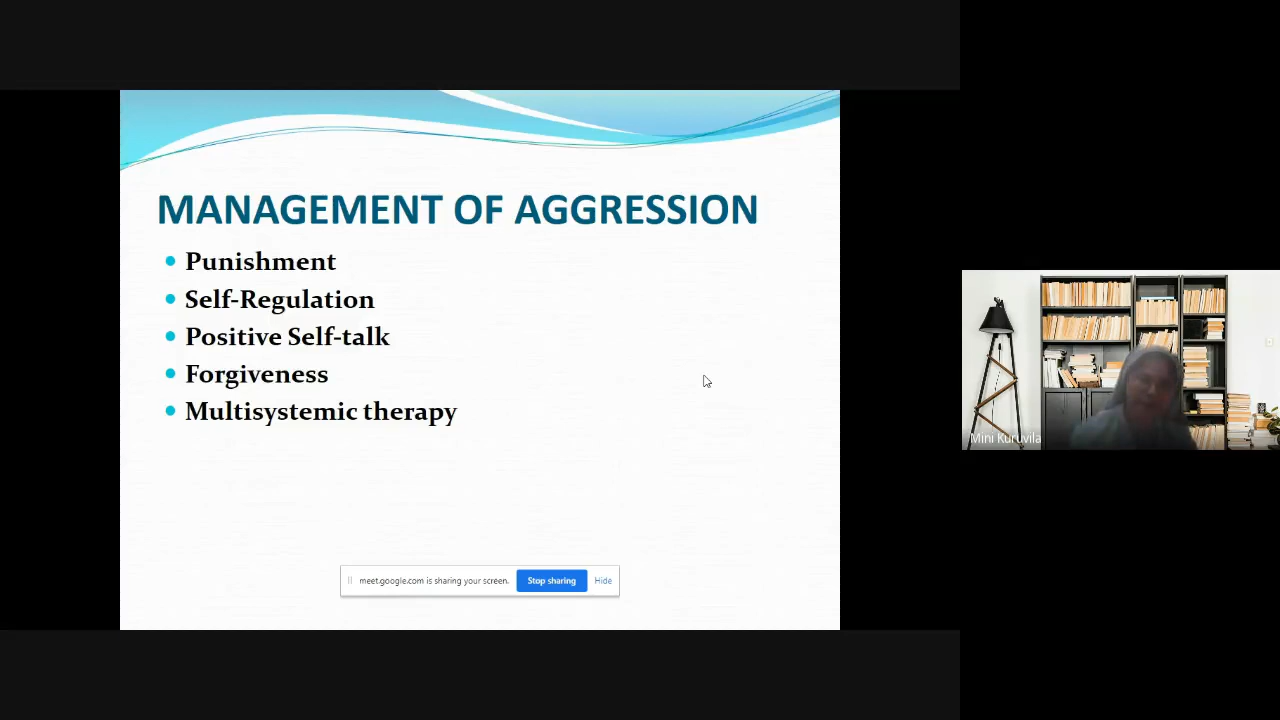 MANAGEMENT OF AGGRESSION
Punishment
Self-Regulation
Positive Self-talk
Forgiveness
Multisystemic therapy
meet.google.com is sharing your screen. Stop sharing Hide
Mini Kuruvila